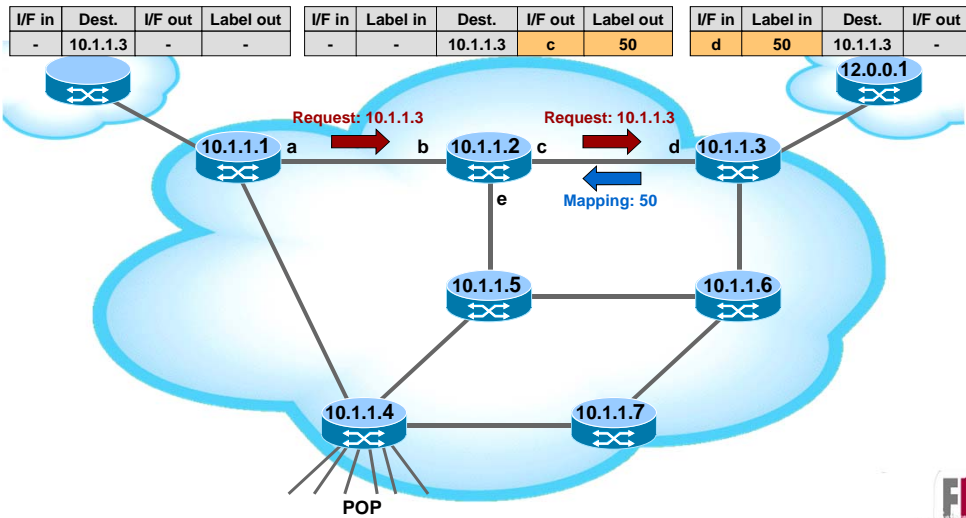 I/F in Dest. I/F out Label out
- 10.1.1.3 - -
I/F in Label in Dest. I/F out Label out
- - 10.1.1.3 c 50
I/F in Label in Dest. I/F out
d 50 10.1.1.3 -
12.0.0.1
Request: 10.1.1.3
Request: 10.1.1.3
10.1.1.1
a
b
10.1.1.2
c
d
10.1.1.3
Mapping: 50
e
10.1.1.5
10.1.1.6
10.1.1.4
10.1.1.7
POP